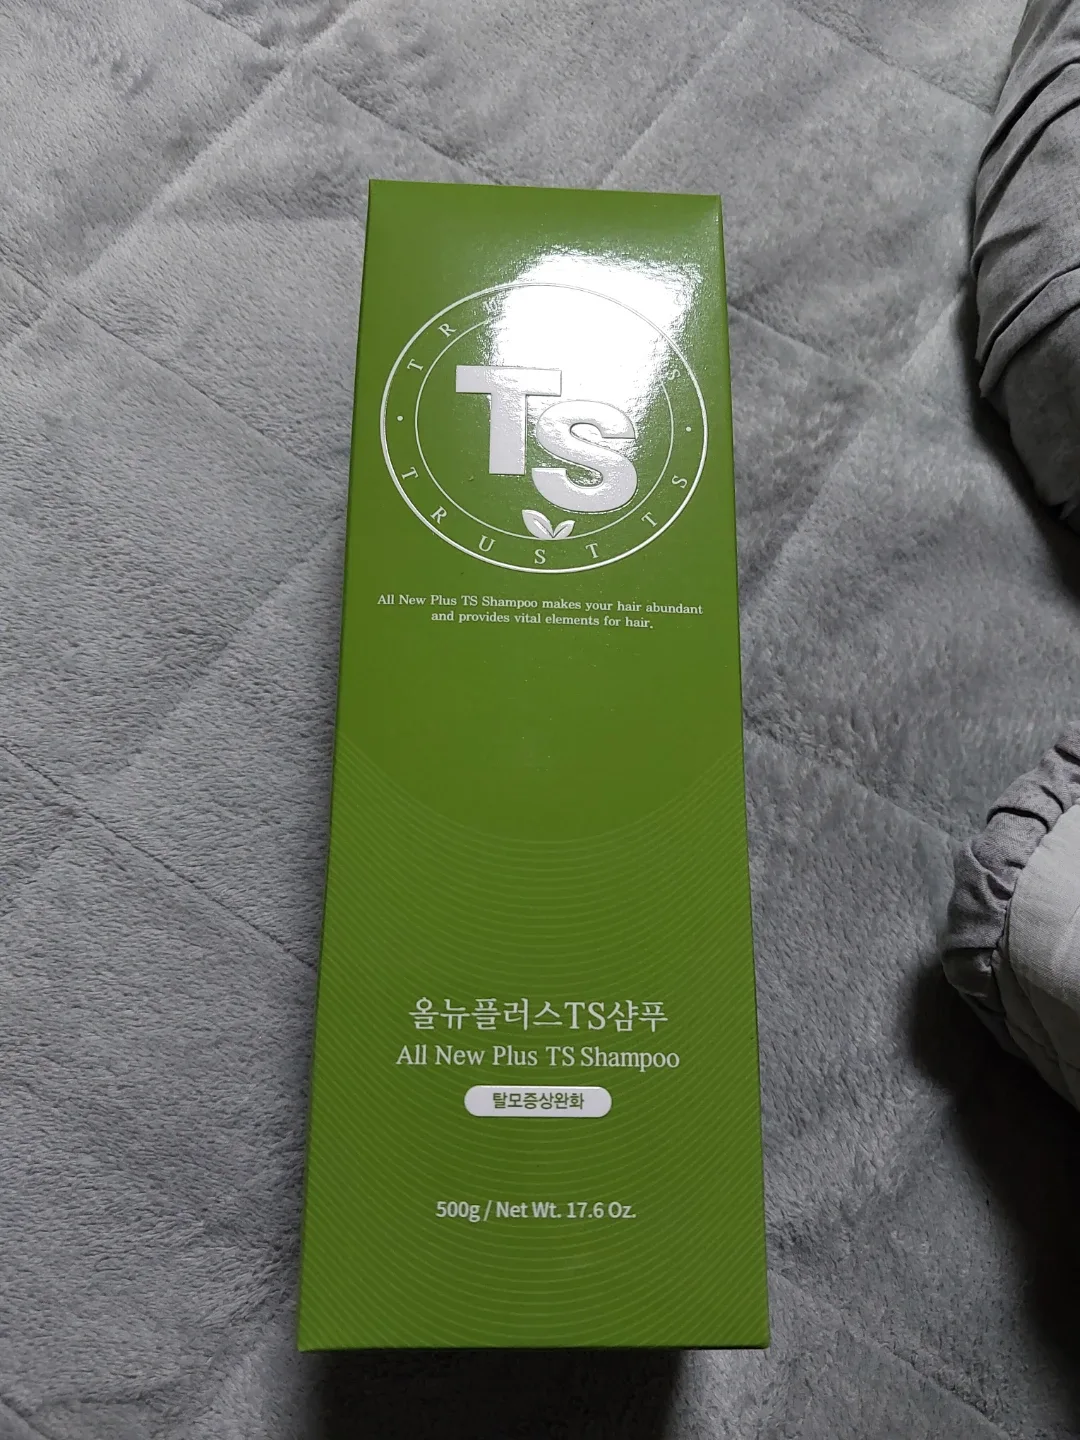 TS
TRUST TS
All New Plus TS Shampoo makes your hair abundant
and provides vital elements for hair.
올뉴플러스TS샴푸
All New Plus TS Shampoo
탈모증상완화
500g / Net Wt. 17.6 Oz.